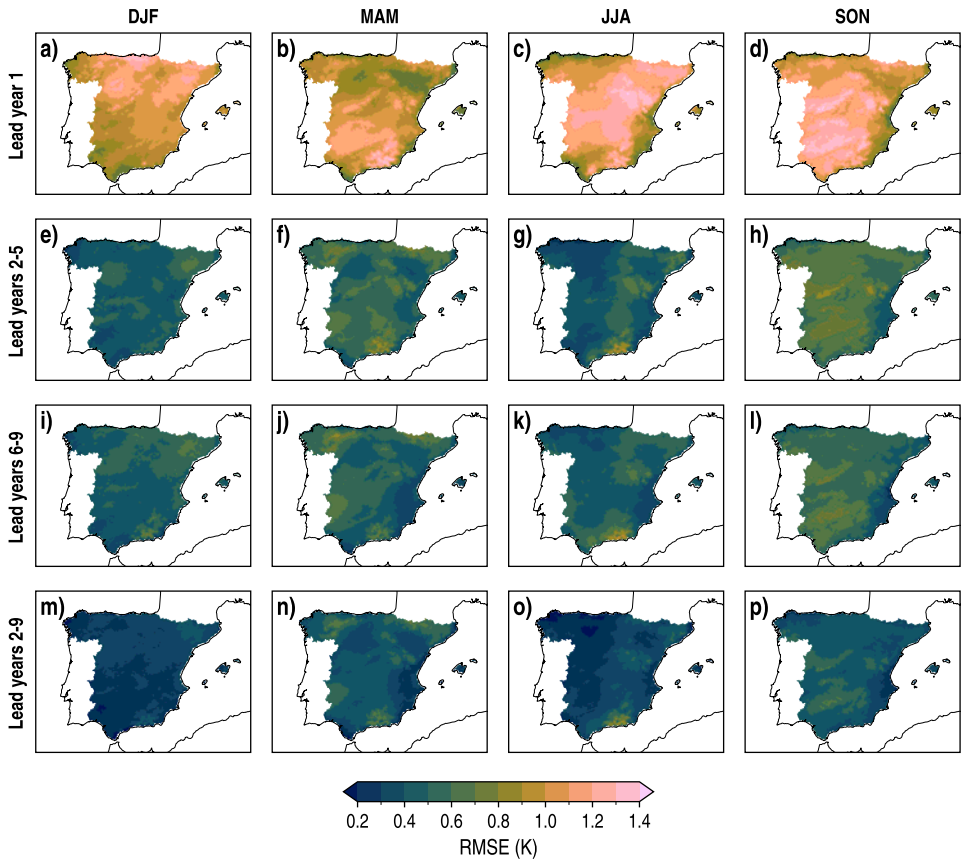 DJF MAM JJA SON
Lead year 1
a) b) c) d)
Lead years 2-5
e) f) g) h)
Lead years 6-9
i) j) k) l)
Lead years 2-9
m) n) o) p)
0.2 0.4 0.6 0.8 1.0 1.2 1.4
RMSE (K)